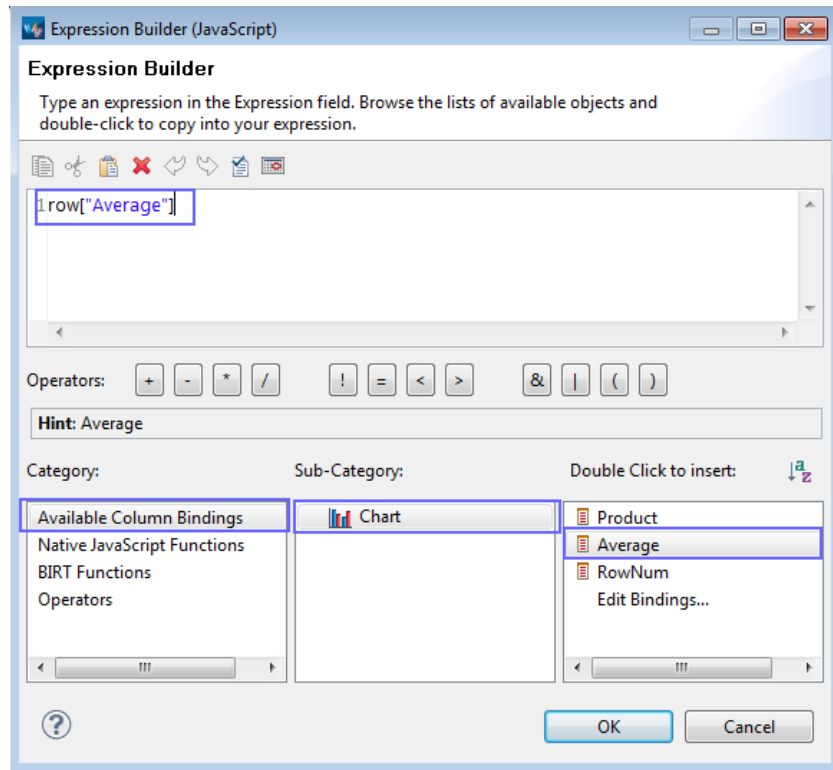 Expression Builder (JavaScript)
Expression Builder
Type an expression in the Expression field. Browse the lists of available objects and
double-click to copy into your expression.
1 row["Average"]
Operators: + - * / ! = < > & | ( )
Hint: Average
Category: Sub-Category: Double Click to insert: a z
Available Column Bindings Chart Product
Native JavaScript Functions Average
BIRT Functions RowNum
Operators Edit Bindings...
? OK Cancel